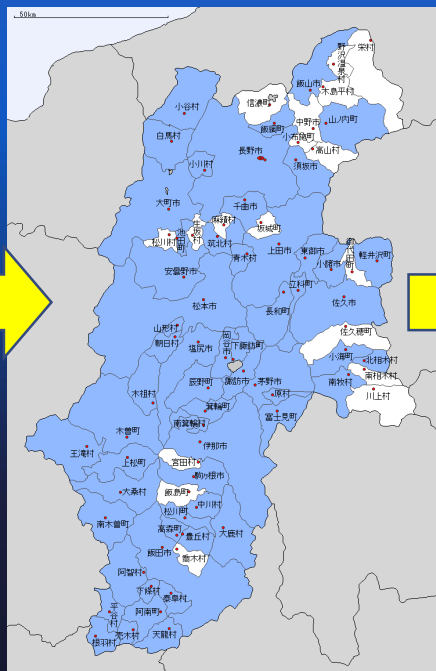 50km
栄村
野沢温泉村
飯山市
木島平村
小谷村
信濃町
中野市
山ノ内町
飯綱町
小布施町
白馬村
長野市
高山村
小川村
須坂市
大町市
千曲市
麻績村
生坂村
坂城町
池田町
松川村
筑北村
上田市
東御市
御代田町
青木村
小諸市
軽井沢町
安曇野市
立科町
佐久市
松本市
長和町
山形村
佐久穂町
朝日村
岡谷市
塩尻市
下諏訪町
小海町
北相木村
南相木村
辰野町
諏訪市
茅野市
南牧村
川上村
木祖村
原村
箕輪町
富士見町
南箕輪村
木曽町
伊那市
王滝村
上松町
宮田村
駒ヶ根市
大桑村
飯島町
中川村
松川町
南木曽町
高森町
豊丘村
大鹿村
飯田市
喬木村
阿智村
下條村
泰阜村
平谷村
阿南町
売木村
天龍村
根羽村